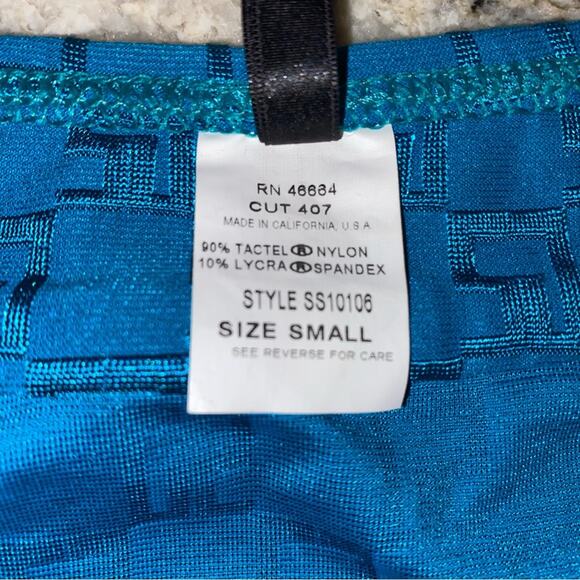 RN 46664
CUT 407
MADE IN CALIFORNIA, U.S.A
90% TACTEL®NYLON
10% LYCRA®SPANDEX
STYLE SS10106
SIZE SMALL
SEE REVERSE FOR CARE